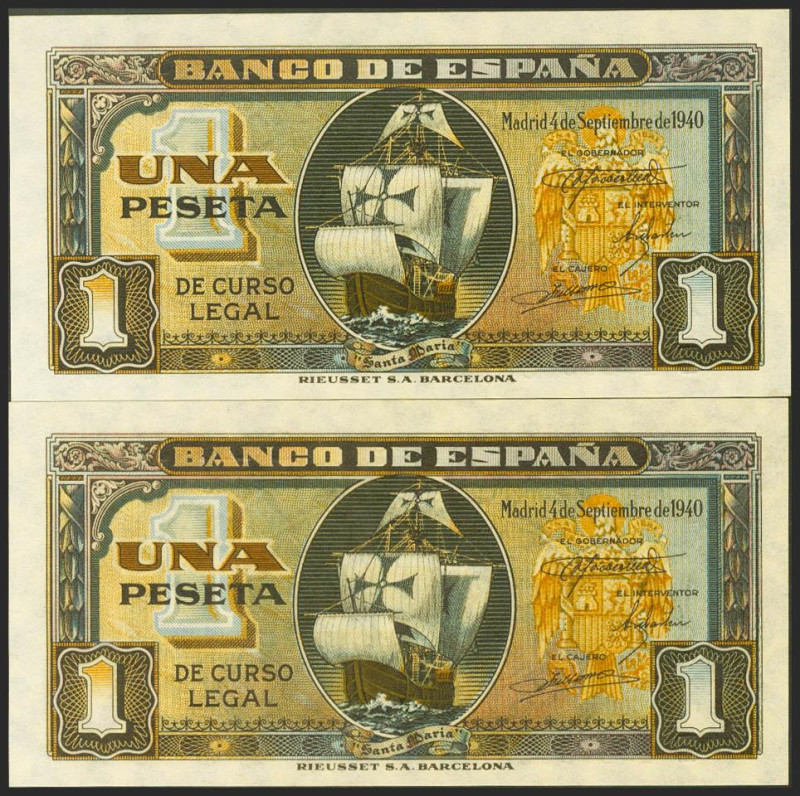 BANCO DE ESPAÑA
Madrid 4 de Septiembre de 1940
1
UNA
PESETA
EL GOBERNADOR
EL INTERVENTOR
EL CAJERO
DE CURSO
LEGAL
1
1
"Santa Maria"
RIEUSSET S.A. BARCELONA
BANCO DE ESPAÑA
Madrid 4 de Septiembre de 1940
1
UNA
PESETA
EL GOBERNADOR
EL INTERVENTOR
EL CAJERO
DE CURSO
LEGAL
1
1
"Santa Maria"
RIEUSSET S.A. BARCELONA